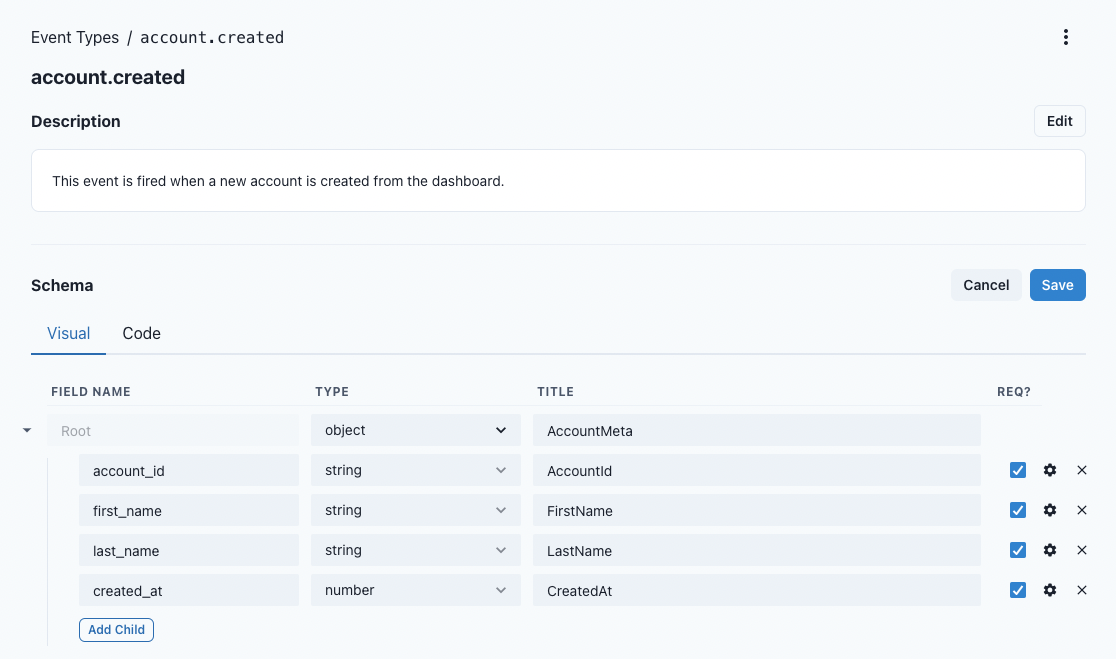 Event Types / account.created
account.created
Description
Edit
This event is fired when a new account is created from the dashboard.
Schema
Cancel
Save
Visual
Code
FIELD NAME TYPE TITLE REQ?
Root object AccountMeta
account_id string AccountId
first_name string FirstName
last_name string LastName
created_at number CreatedAt
Add Child